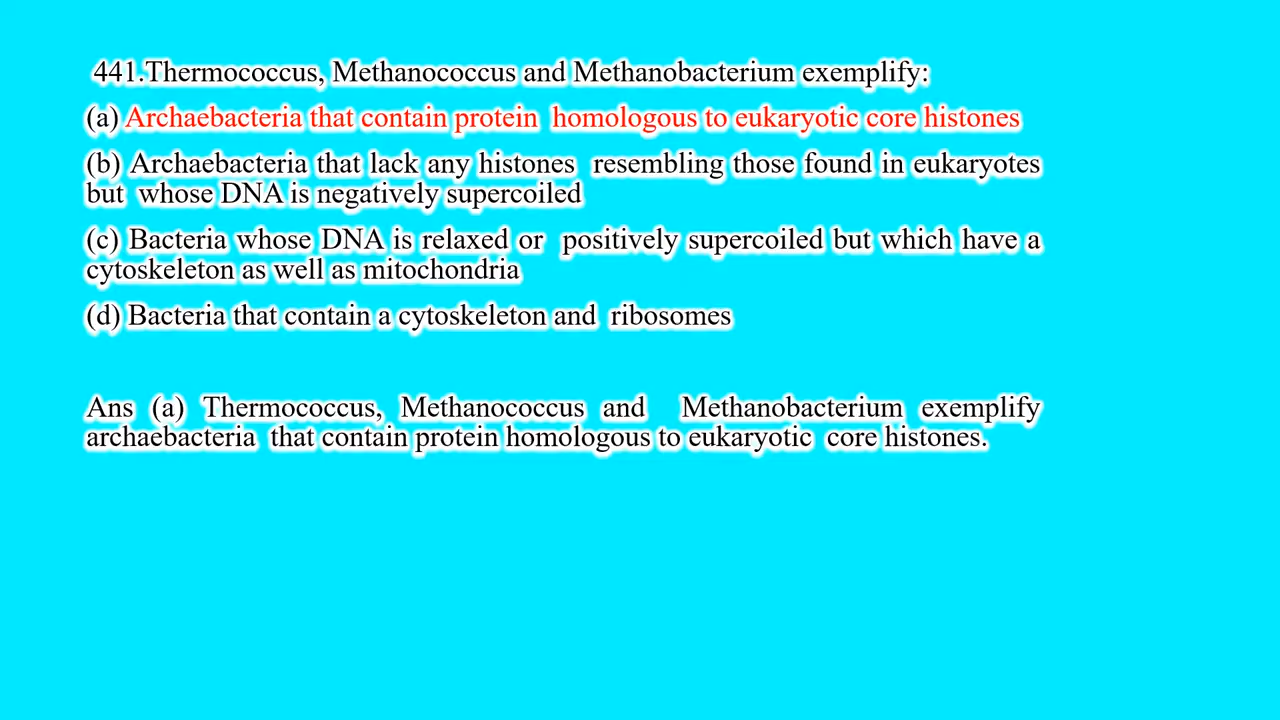 441.Thermococcus, Methanococcus and Methanobacterium exemplify:
(a) Archaebacteria that contain protein homologous to eukaryotic core histones
(b) Archaebacteria that lack any histones resembling those found in eukaryotes
but whose DNA is negatively supercoiled
(c) Bacteria whose DNA is relaxed or positively supercoiled but which have a
cytoskeleton as well as mitochondria
(d) Bacteria that contain a cytoskeleton and ribosomes
Ans (a) Thermococcus, Methanococcus and Methanobacterium exemplify
archaebacteria that contain protein homologous to eukaryotic core histones.